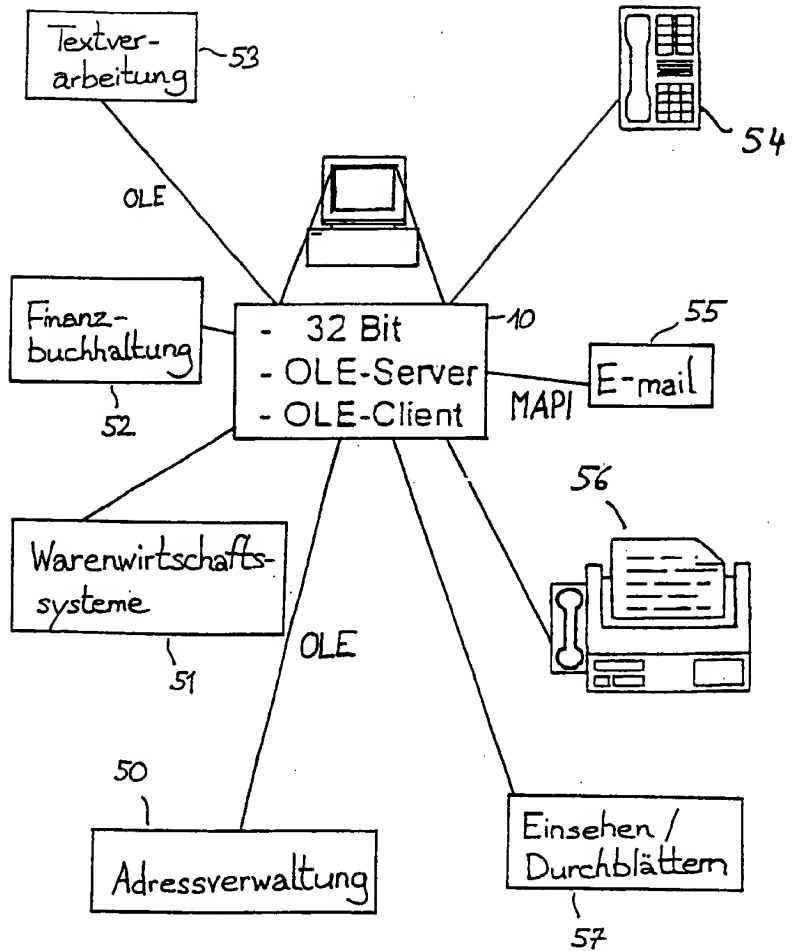 Textver-
arbeitung
53
54
OLE
Finanz-
buchhaltung
52
- 32 Bit
- OLE-Server
- OLE-Client
10
55
E-mail
MAPI
56
Warenwirtschafts-
systeme
51
OLE
50
Adressverwaltung
Einsehen /
Durchblättern
57